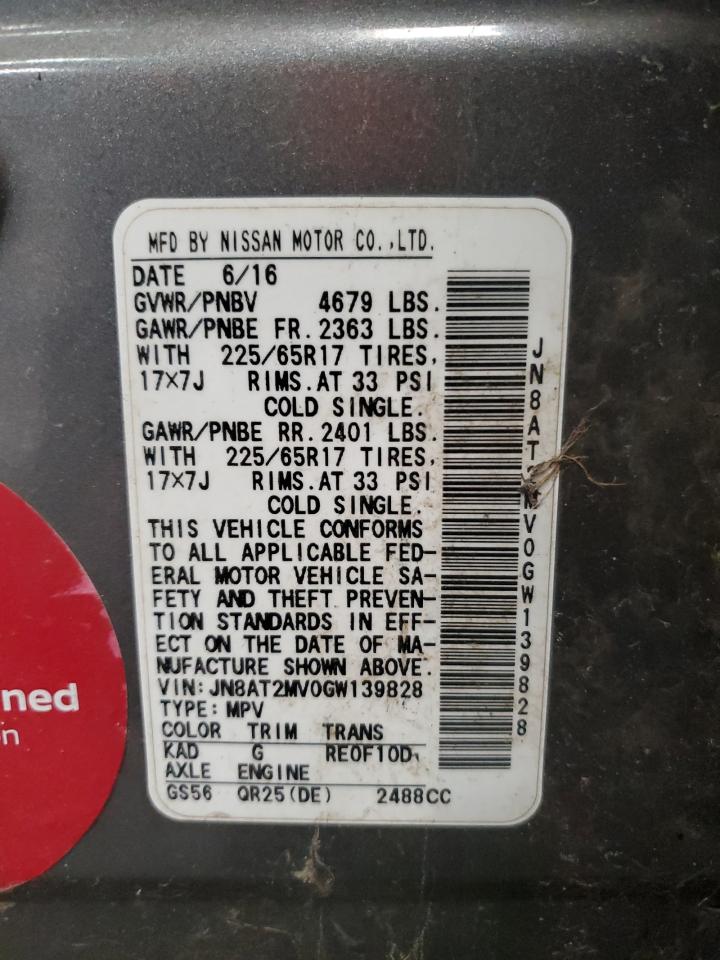 MFD BY NISSAN MOTOR CO.,LTD.
DATE 6/16
GVWR/PNBV 4679 LBS.
GAWR/PNBE FR. 2363 LBS.
WITH 225/65R17 TIRES,
17×7J RIMS. AT 33 PSI
COLD SINGLE.
GAWR/PNBE RR. 2401 LBS.
WITH 225/65R17 TIRES,
17×7J RIMS. AT 33 PSI
COLD SINGLE.
THIS VEHICLE CONFORMS
TO ALL APPLICABLE FED-
ERAL MOTOR VEHICLE SA-
FETY AND THEFT PREVEN-
TION STANDARDS IN EFF-
ECT ON THE DATE OF MA-
NUFACTURE SHOWN ABOVE.
VIN: JN8AT2MV0GW139828
TYPE: MPV
COLOR TRIM TRANS
KAD G RE0F10D
AXLE ENGINE
GS56 QR25(DE) 2488CC
JN8AT2MV0GW139828